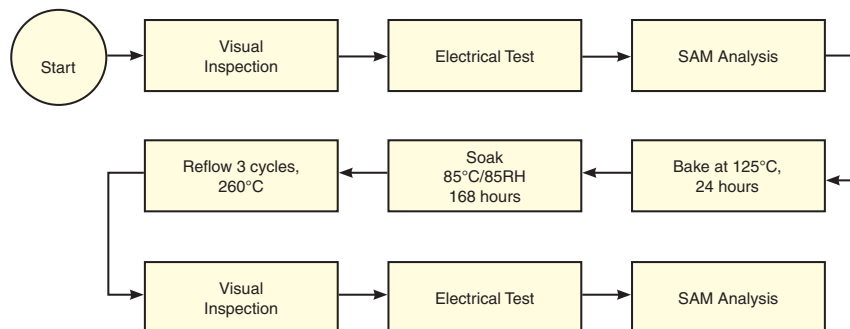 Start
Visual
Inspection
Electrical Test
SAM Analysis
Reflow 3 cycles,
260°C
Soak
85°C/85RH
168 hours
Bake at 125°C,
24 hours
Visual
Inspection
Electrical Test
SAM Analysis